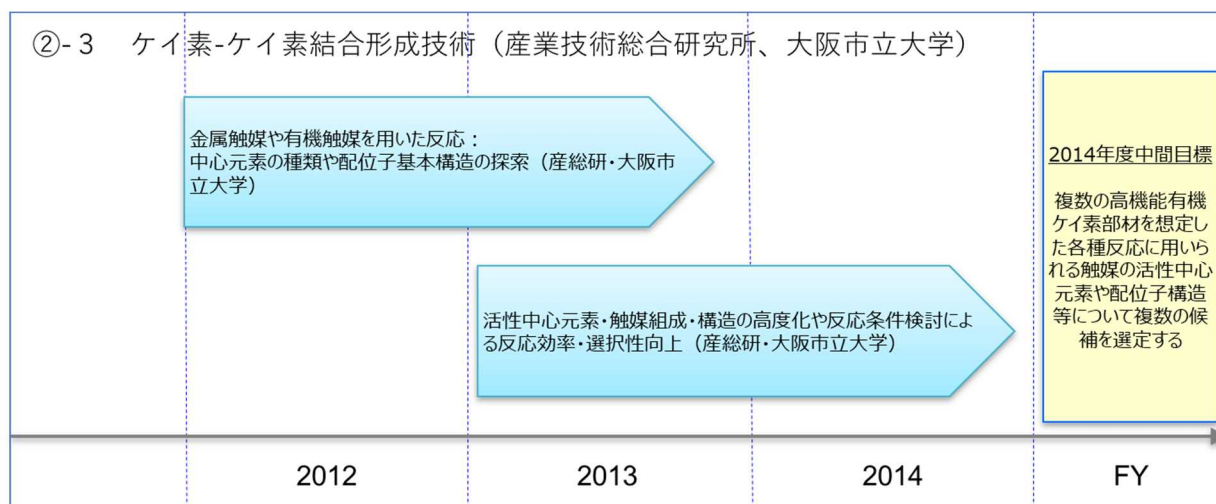 ②-３　ケイ素-ケイ素結合形成技術（産業技術総合研究所、大阪市立大学）
金属触媒や有機触媒を用いた反応：
中心元素の種類や配位子基本構造の探索（産総研・大阪市
立大学）
活性中心元素・触媒組成・構造の高度化や反応条件検討によ
る反応効率・選択性向上（産総研・大阪市立大学）
2014年度中間目標
複数の高機能有機
ケイ素部材を想定し
た各種反応に用いら
れる触媒の活性中心
元素や配位子構造
等について複数の候
補を選定する
2012
2013
2014
FY